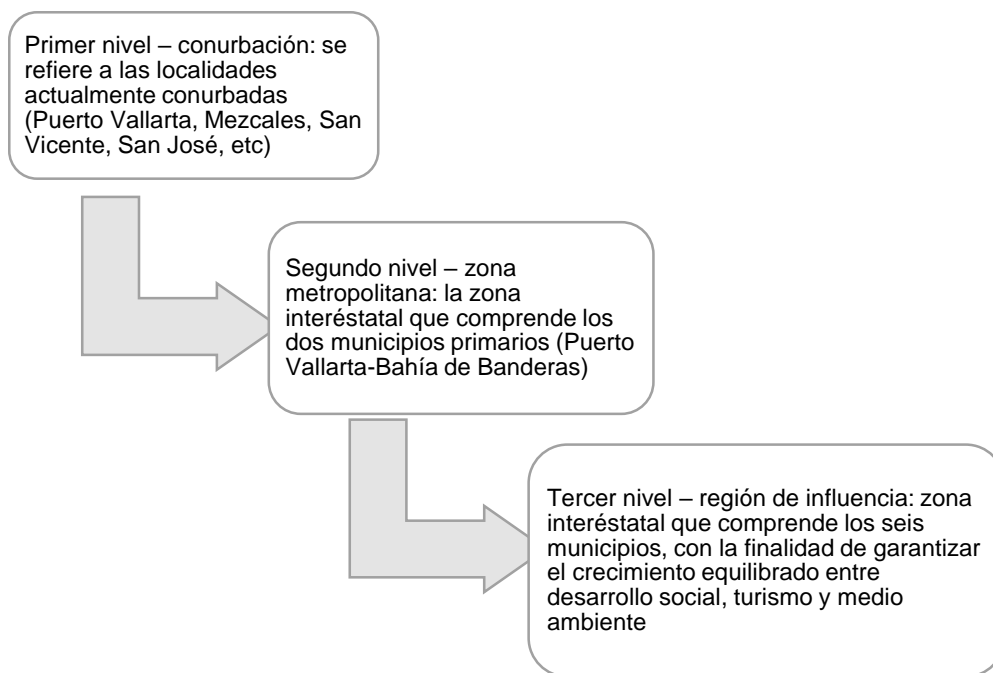 Primer nivel – conurbación: se
refiere a las localidades
actualmente conurbadas
(Puerto Vallarta, Mezcales, San
Vicente, San José, etc)
Segundo nivel – zona
metropolitana: la zona
interéstatal que comprende los
dos municipios primarios (Puerto
Vallarta-Bahía de Banderas)
Tercer nivel – región de influencia: zona
interéstatal que comprende los seis
municipios, con la finalidad de garantizar
el crecimiento equilibrado entre
desarrollo social, turismo y medio
ambiente